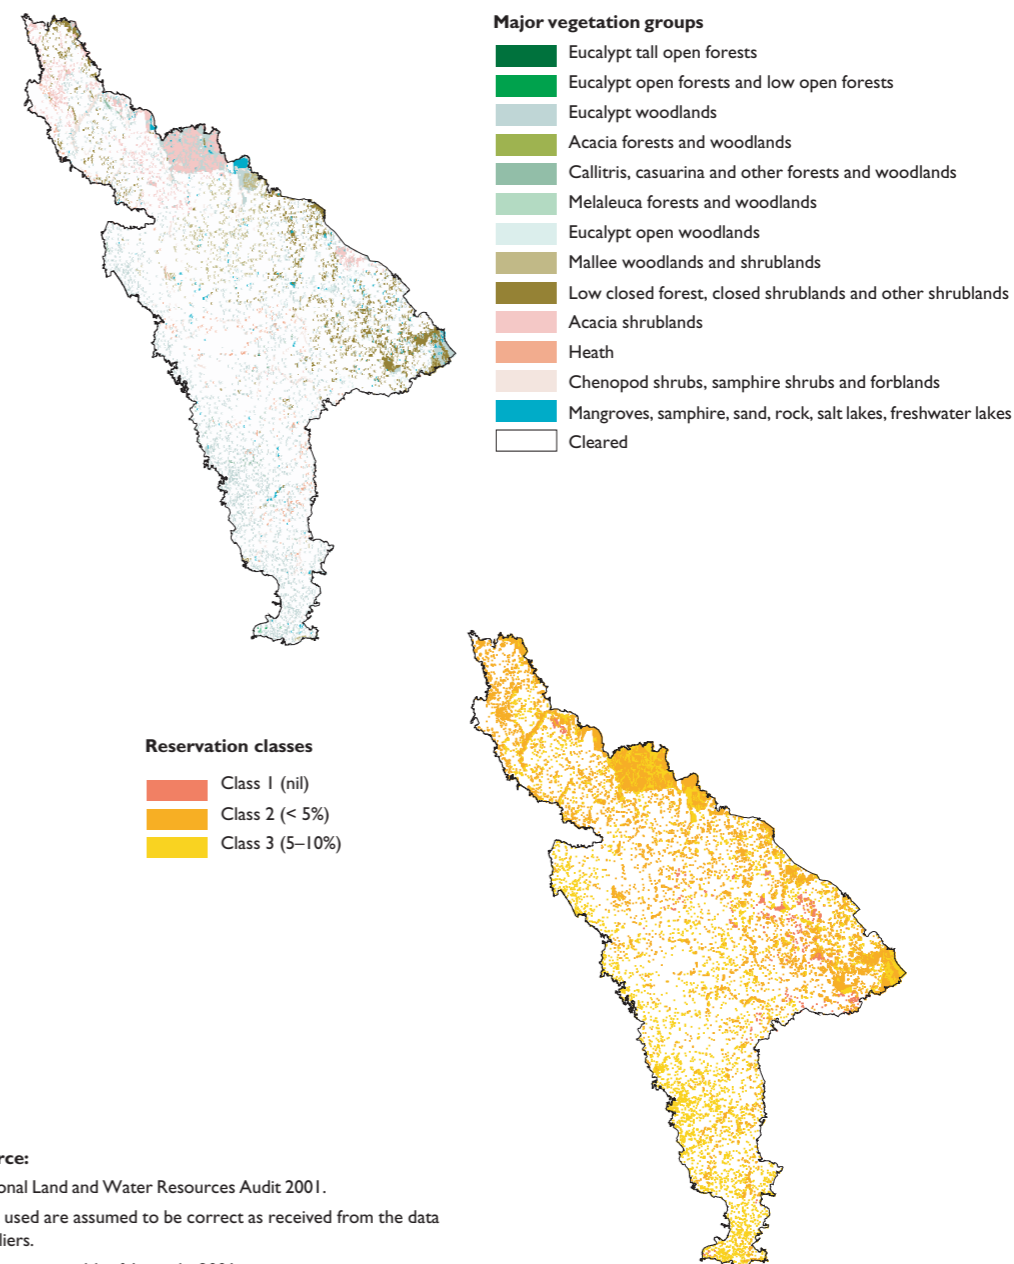 Major vegetation groups
Eucalypt tall open forests
Eucalypt open forests and low open forests
Eucalypt woodlands
Acacia forests and woodlands
Callitris, casuarina and other forests and woodlands
Melaleuca forests and woodlands
Eucalypt open woodlands
Mallee woodlands and shrublands
Low closed forest, closed shrublands and other shrublands
Acacia shrublands
Heath
Chenopod shrubs, samphire shrubs and forblands
Mangroves, samphire, sand, rock, salt lakes, freshwater lakes
Cleared
Reservation classes
Class 1 (nil)
Class 2 (< 5%)
Class 3 (5–10%)
rce:
onal Land and Water Resources Audit 2001.
used are assumed to be correct as received from the data
liers.